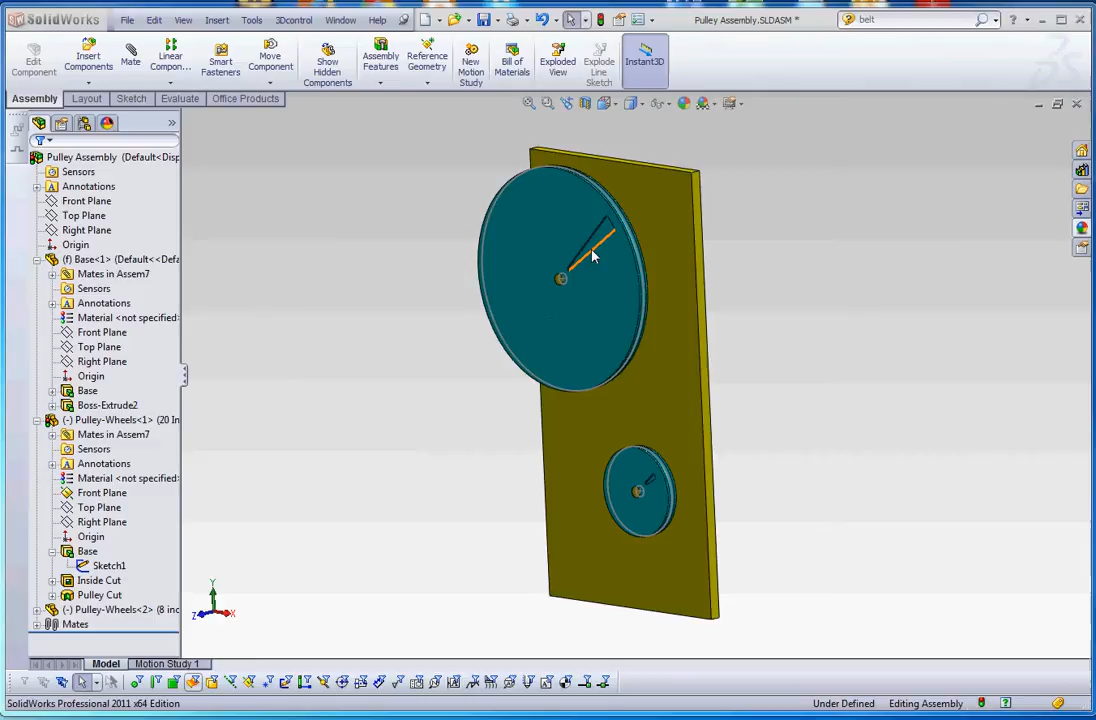 SolidWorks
File Edit View Insert Tools 3Dcontrol Window Help
Pulley Assembly.SLDASM *
belt
Edit Component
Insert Components
Mate
Linear Compon...
Smart Fasteners
Move Component
Show Hidden Components
Assembly Features
Reference Geometry
New Motion Study
Bill of Materials
Exploded View
Explode Line Sketch
Instant3D
Assembly Layout Sketch Evaluate Office Products
Pulley Assembly (Default<Disp
Sensors
Annotations
Front Plane
Top Plane
Right Plane
Origin
(f) Base<1> (Default<<Def
Mates in Assem7
Sensors
Annotations
Material <not specified>
Front Plane
Top Plane
Right Plane
Origin
Base
Boss-Extrude2
(-) Pulley-Wheels<1> (20 In
Mates in Assem7
Sensors
Annotations
Material <not specified>
Front Plane
Top Plane
Right Plane
Origin
Base
Sketch1
Inside Cut
Pulley Cut
(-) Pulley-Wheels<2> (8 inc
Mates
Y
Z X
Model Motion Study 1
SolidWorks Professional 2011 x64 Edition
Under Defined Editing Assembly